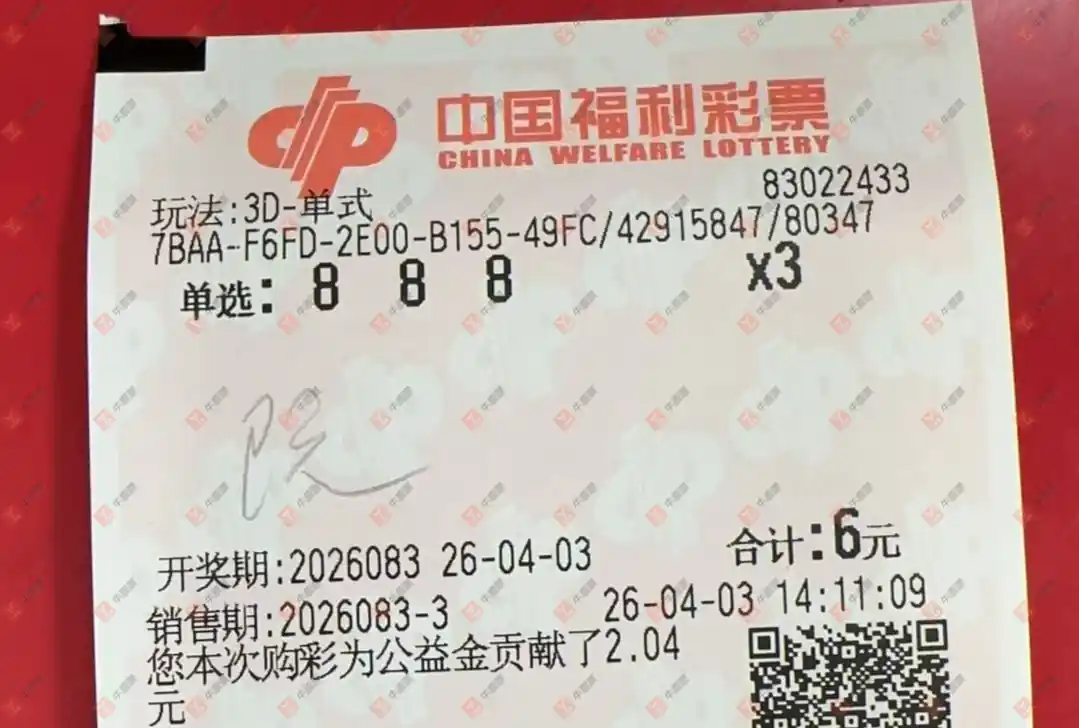 中国福利彩票
CHINA WELFARE LOTTERY
83022433
玩法:3D-单式
7BAA-F6FD-2E00-B155-49FC/42915847/80347
单选: 8 8 8 x3
合计:6元
开奖期:2026083 26-04-03
销售期:2026083-3 26-04-03 14:11:09
您本次购彩为公益金贡献了2.04
元